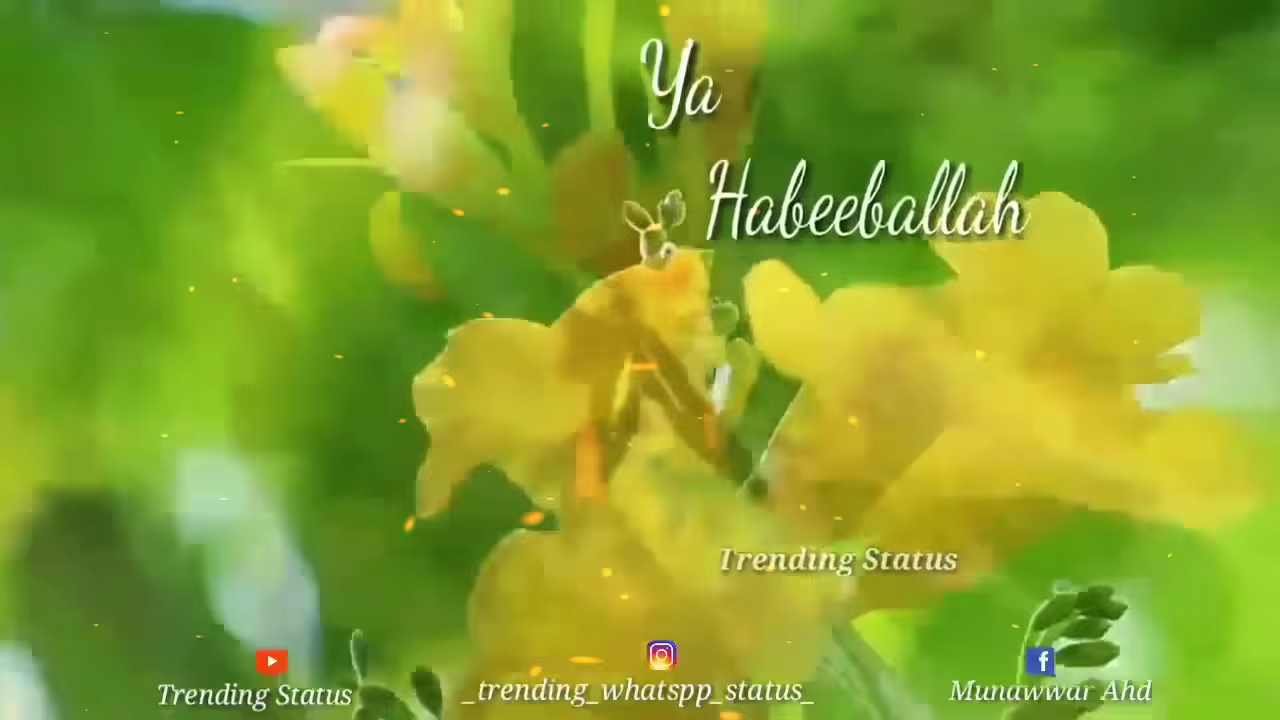 Ya
Habeeballah
Trending Status
Trending Status
_trending_whatspp_status_
Munawwar Ahd